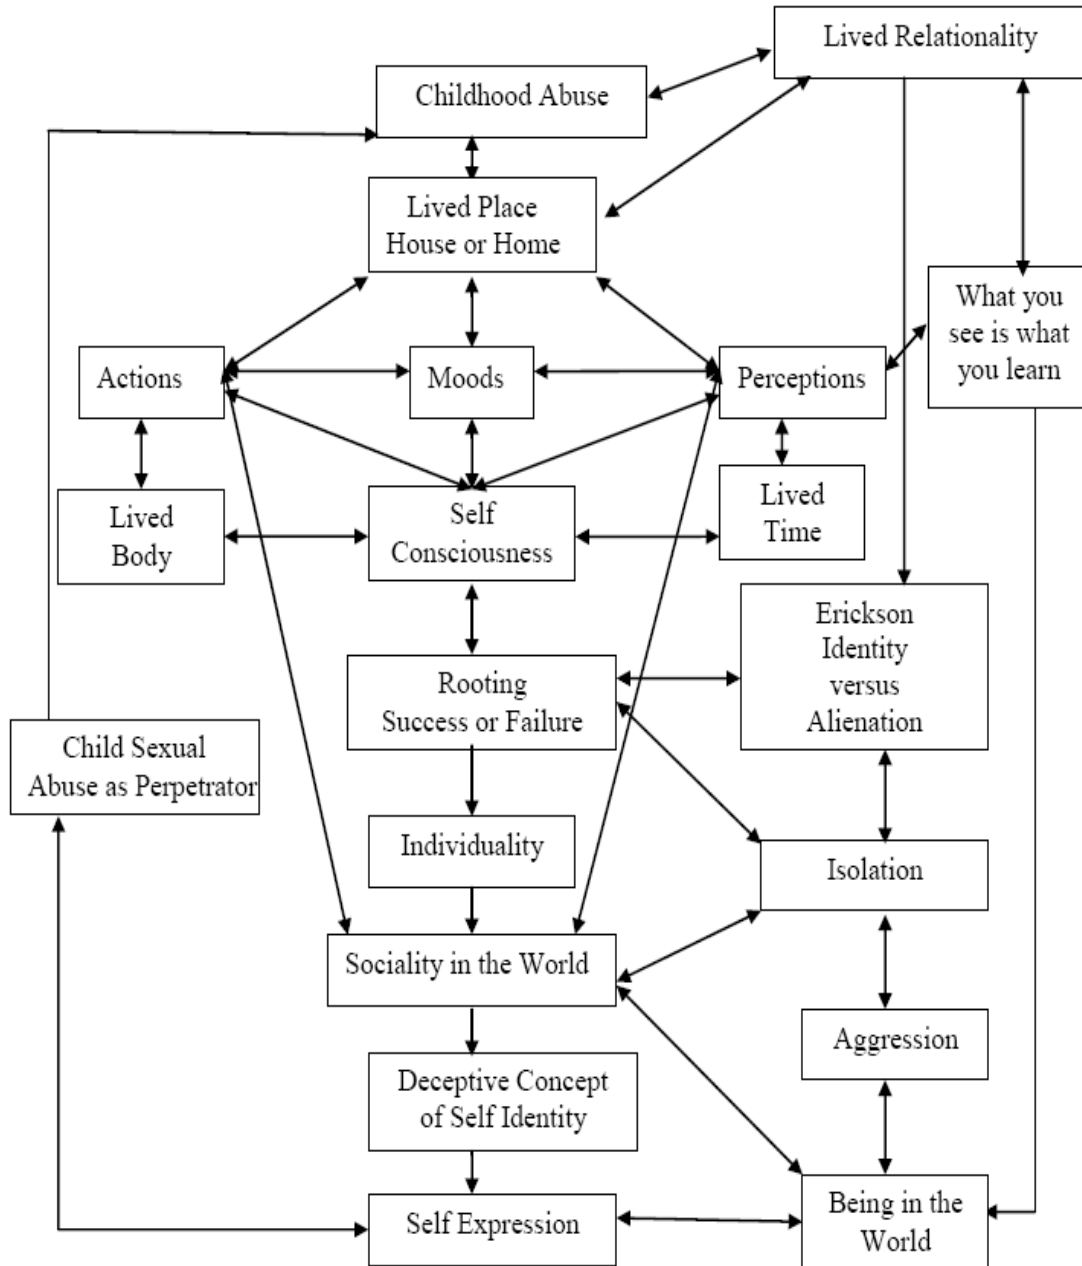 Lived Relationality
Childhood Abuse
Lived Place
House or Home
What you
see is what
you learn
Actions
Moods
Perceptions
Lived
Body
Self
Consciousness
Lived
Time
Erickson
Identity
versus
Alienation
Rooting
Success or Failure
Child Sexual
Abuse as Perpetrator
Individuality
Isolation
Sociality in the World
Aggression
Deceptive Concept
of Self Identity
Self Expression
Being in the
World